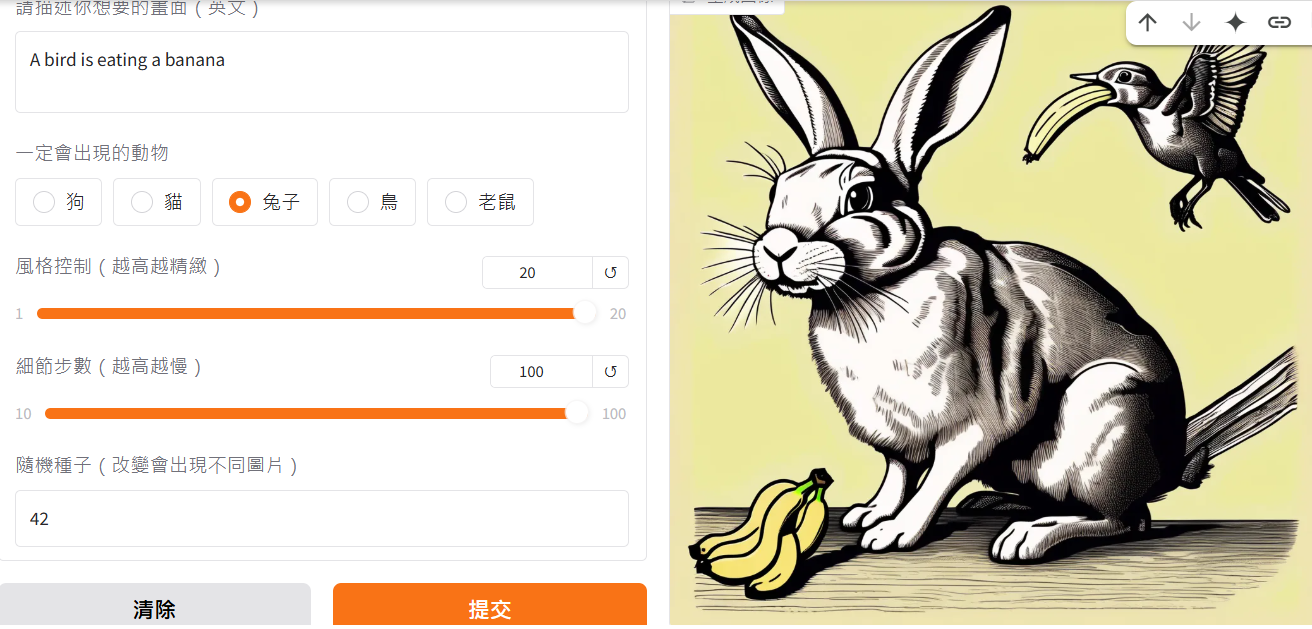 請描述你想要的畫面（英文）
A bird is eating a banana
一定會出現的動物
狗 貓 兔子 鳥 老鼠
風格控制（越高越精緻）
20
1 20
細節步數（越高越慢）
100
10 100
隨機種子（改變會出現不同圖片）
42
清除 提交